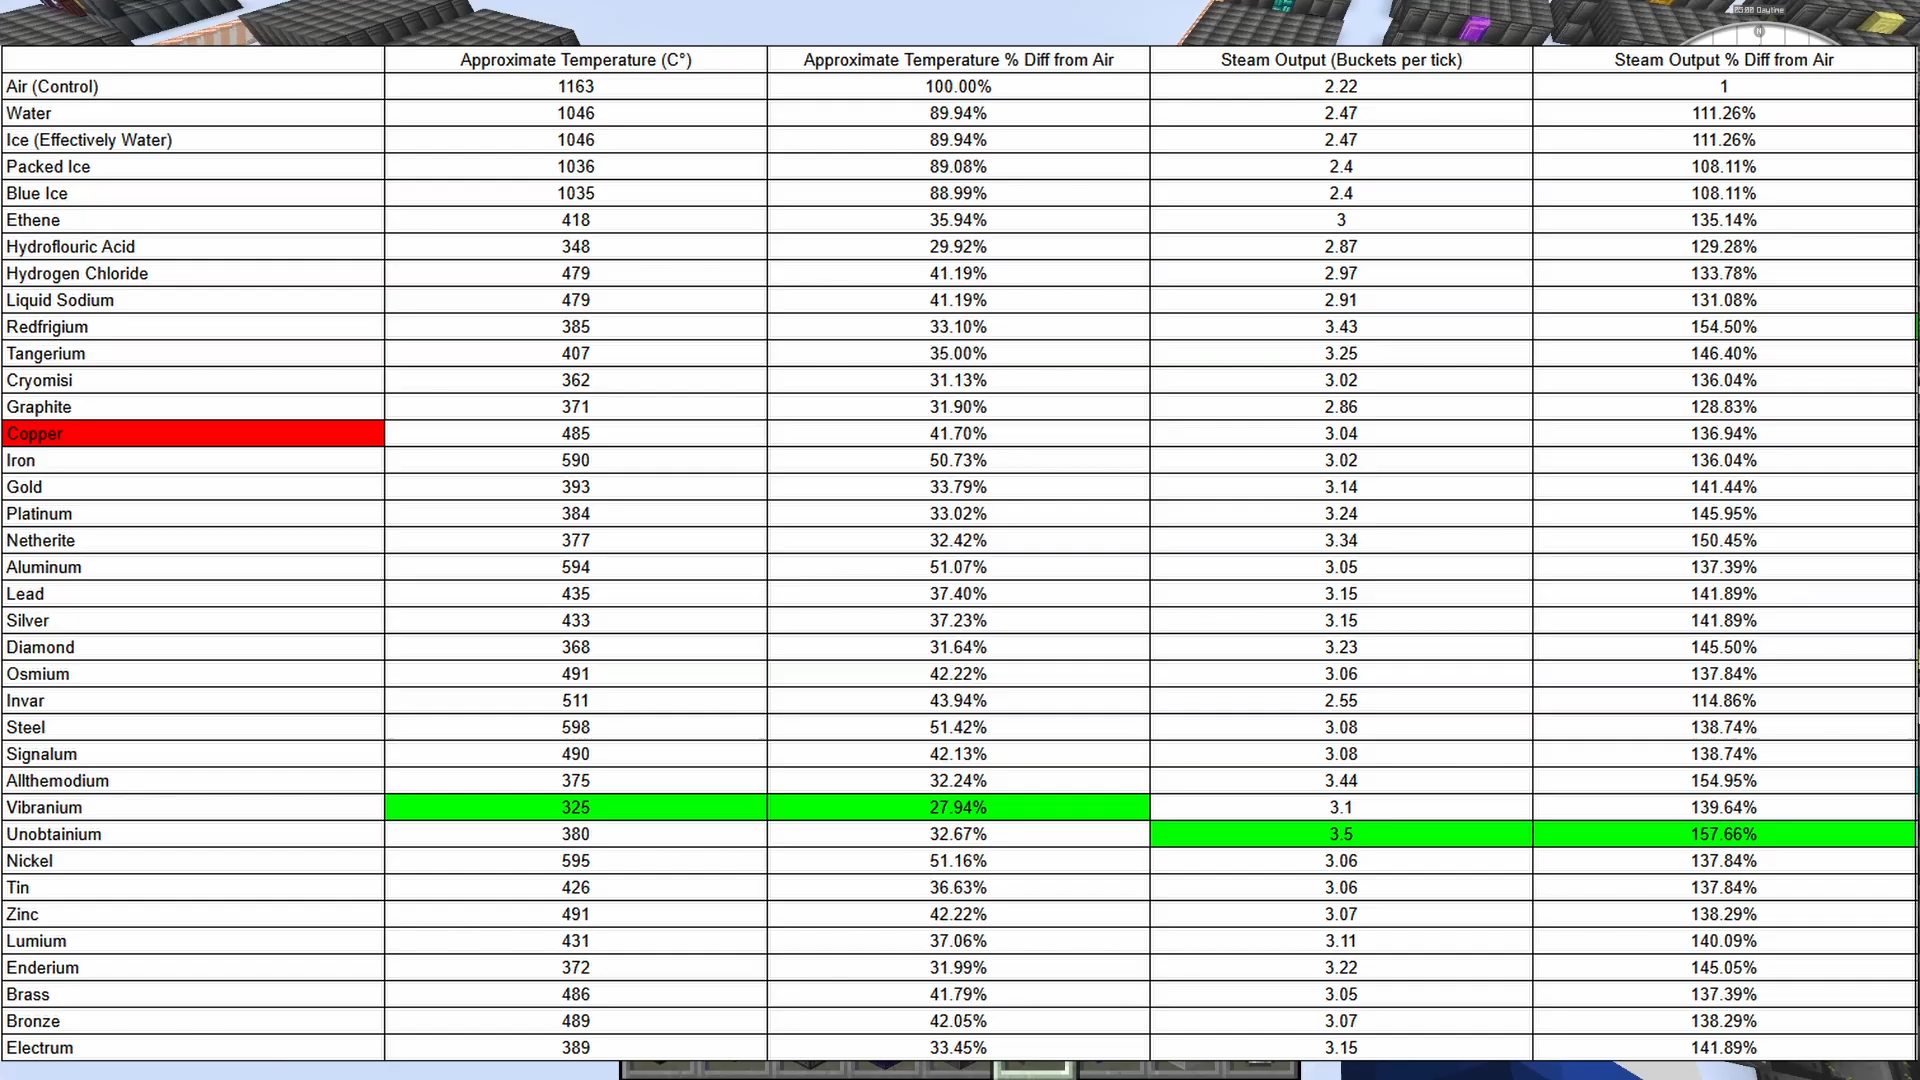 0500 Daytime
Approximate Temperature (C°) Approximate Temperature % Diff from Air Steam Output (Buckets per tick) Steam Output % Diff from Air
Air (Control) 1163 100.00% 2.22 1
Water 1046 89.94% 2.47 111.26%
Ice (Effectively Water) 1046 89.94% 2.47 111.26%
Packed Ice 1036 89.08% 2.4 108.11%
Blue Ice 1035 88.99% 2.4 108.11%
Ethene 418 35.94% 3 135.14%
Hydroflouric Acid 348 29.92% 2.87 129.28%
Hydrogen Chloride 479 41.19% 2.97 133.78%
Liquid Sodium 479 41.19% 2.91 131.08%
Redfrigium 385 33.10% 3.43 154.50%
Tangerium 407 35.00% 3.25 146.40%
Cryomisi 362 31.13% 3.02 136.04%
Graphite 371 31.90% 2.86 128.83%
Copper 485 41.70% 3.04 136.94%
Iron 590 50.73% 3.02 136.04%
Gold 393 33.79% 3.14 141.44%
Platinum 384 33.02% 3.24 145.95%
Netherite 377 32.42% 3.34 150.45%
Aluminum 594 51.07% 3.05 137.39%
Lead 435 37.40% 3.15 141.89%
Silver 433 37.23% 3.15 141.89%
Diamond 368 31.64% 3.23 145.50%
Osmium 491 42.22% 3.06 137.84%
Invar 511 43.94% 2.55 114.86%
Steel 598 51.42% 3.08 138.74%
Signalum 490 42.13% 3.08 138.74%
Allthemodium 375 32.24% 3.44 154.95%
Vibranium 325 27.94% 3.1 139.64%
Unobtainium 380 32.67% 3.5 157.66%
Nickel 595 51.16% 3.06 137.84%
Tin 426 36.63% 3.06 137.84%
Zinc 491 42.22% 3.07 138.29%
Lumium 431 37.06% 3.11 140.09%
Enderium 372 31.99% 3.22 145.05%
Brass 486 41.79% 3.05 137.39%
Bronze 489 42.05% 3.07 138.29%
Electrum 389 33.45% 3.15 141.89%